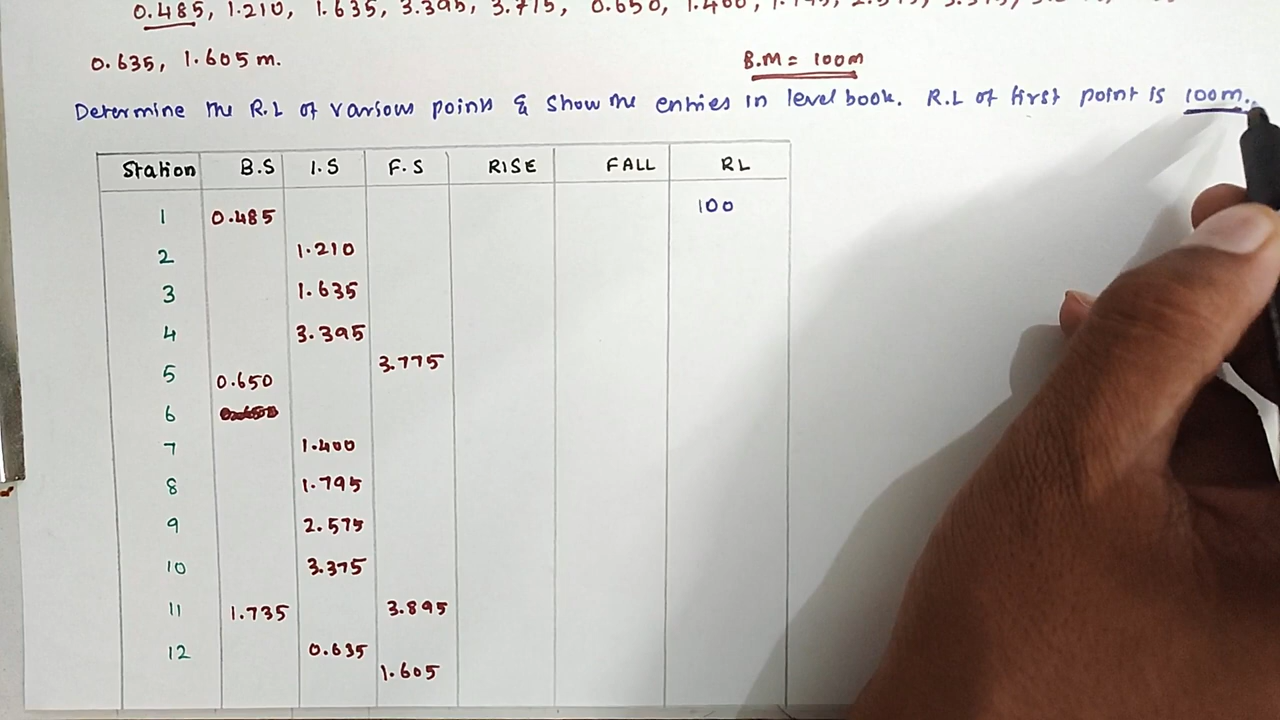 0.485, 1.210, 1.635, 3.395, 3.775, 0.650, 1.400, 1.795,
0.635, 1.605 m.
B.M = 100m
Determine the R.L of various points & show the entries in level book. R.L of first point is 100m.
Station B.S I.S F.S RISE FALL RL
1 0.485 100
2 1.210
3 1.635
4 3.395
5 0.650 3.775
6
7 1.400
8 1.795
9 2.575
10 3.375
11 1.735 3.895
12 0.635
1.605